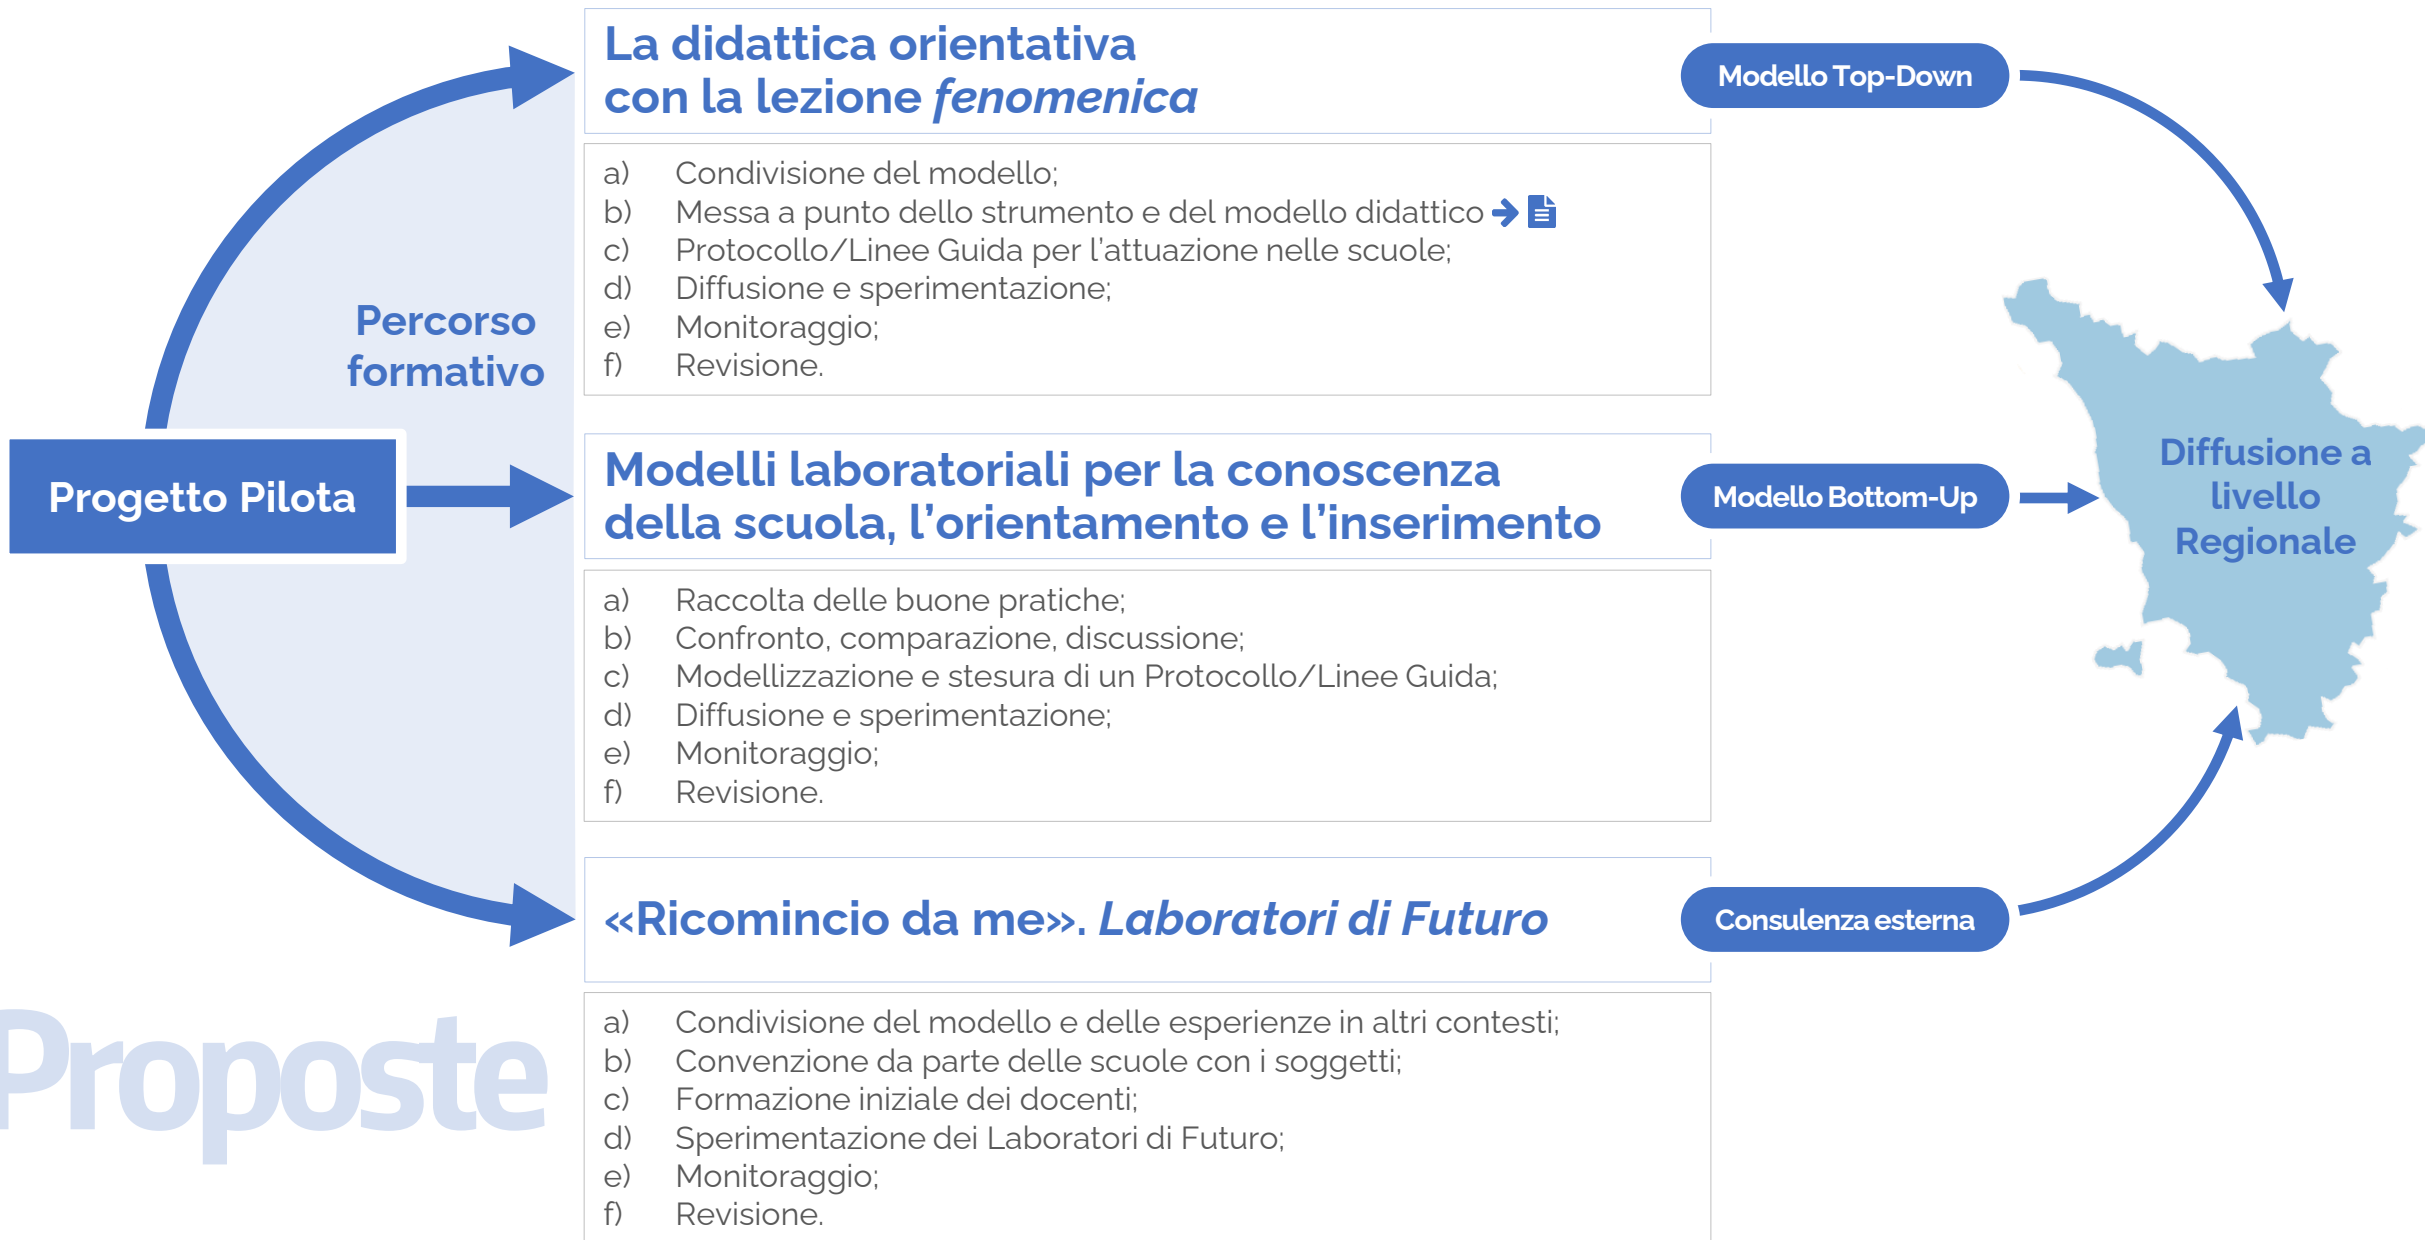 La didattica orientativa
con la lezione fenomenica
Modello Top-Down
a) Condivisione del modello;
b) Messa a punto dello strumento e del modello didattico
c) Protocollo/Linee Guida per l’attuazione nelle scuole;
d) Diffusione e sperimentazione;
e) Monitoraggio;
f) Revisione.
Percorso
formativo
Progetto Pilota
Modelli laboratoriali per la conoscenza
della scuola, l’orientamento e l’inserimento
Modello Bottom-Up
Diffusione a
livello
Regionale
a) Raccolta delle buone pratiche;
b) Confronto, comparazione, discussione;
c) Modellizzazione e stesura di un Protocollo/Linee Guida;
d) Diffusione e sperimentazione;
e) Monitoraggio;
f) Revisione.
«Ricomincio da me». Laboratori di Futuro
Consulenza esterna
a) Condivisione del modello e delle esperienze in altri contesti;
b) Convenzione da parte delle scuole con i soggetti;
c) Formazione iniziale dei docenti;
d) Sperimentazione dei Laboratori di Futuro;
e) Monitoraggio;
f) Revisione.
Proposte